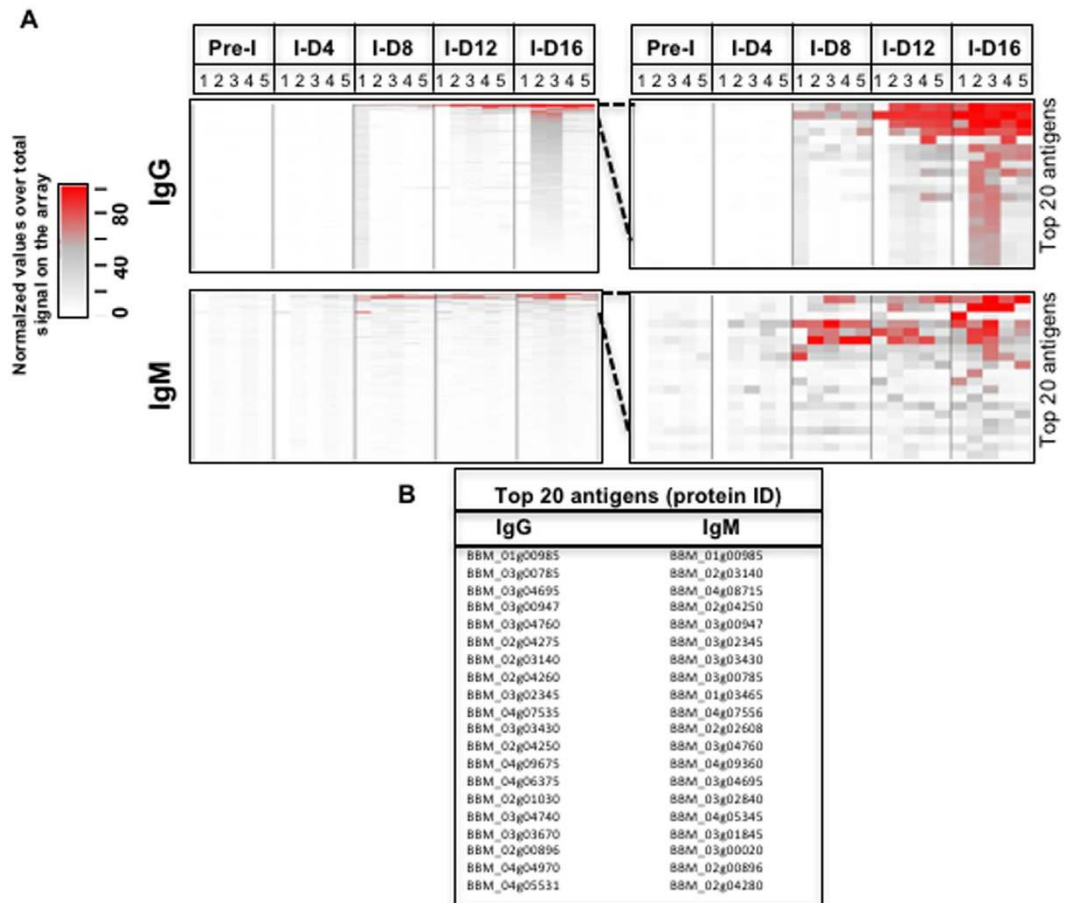 A
Pre-I I-D4 I-D8 I-D12 I-D16 Pre-I I-D4 I-D8 I-D12 I-D16
1 2 3 4 5 1 2 3 4 5 1 2 3 4 5 1 2 3 4 5 1 2 3 4 5 1 2 3 4 5 1 2 3 4 5 1 2 3 4 5 1 2 3 4 5 1 2 3 4 5
Normalzed values over total
signal on the array
80
40
0
IgG
Top 20 antigens
IgM
Top 20 antigens
B
Top 20 antigens (protein ID)
IgG IgM
BBM_01g00985 BBM_01g00985
BBM_03g00785 BBM_02g03140
BBM_03g04695 BBM_04g08715
BBM_03g00947 BBM_02g04250
BBM_03g04760 BBM_03g00947
BBM_02g04275 BBM_03g02345
BBM_02g03140 BBM_03g03430
BBM_02g04260 BBM_03g00785
BBM_03g02345 BBM_01g03465
BBM_04g07535 BBM_04g07556
BBM_03g03430 BBM_02g02608
BBM_02g04250 BBM_03g04760
BBM_04g09675 BBM_04g09360
BBM_04g06375 BBM_03g04695
BBM_02g01030 BBM_03g02840
BBM_03g04740 BBM_04g05345
BBM_03g03670 BBM_03g01845
BBM_02g00896 BBM_03g00020
BBM_04g04970 BBM_02g00896
BBM_04g05531 BBM_02g04280